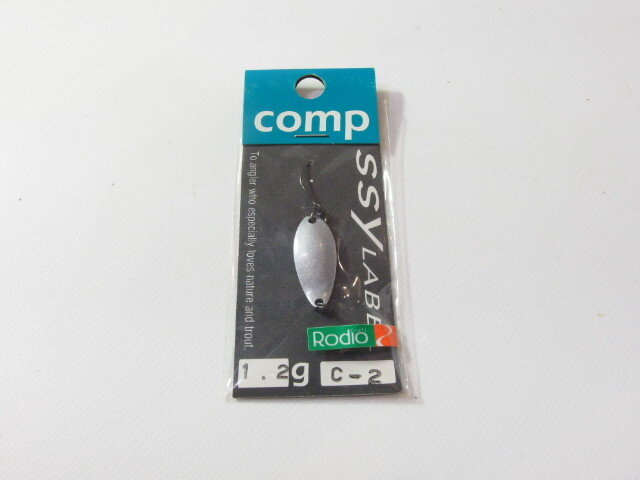 comp
ssy LABEL
To angler who especially loves nature and trout.
Rodio
1.2g C-2